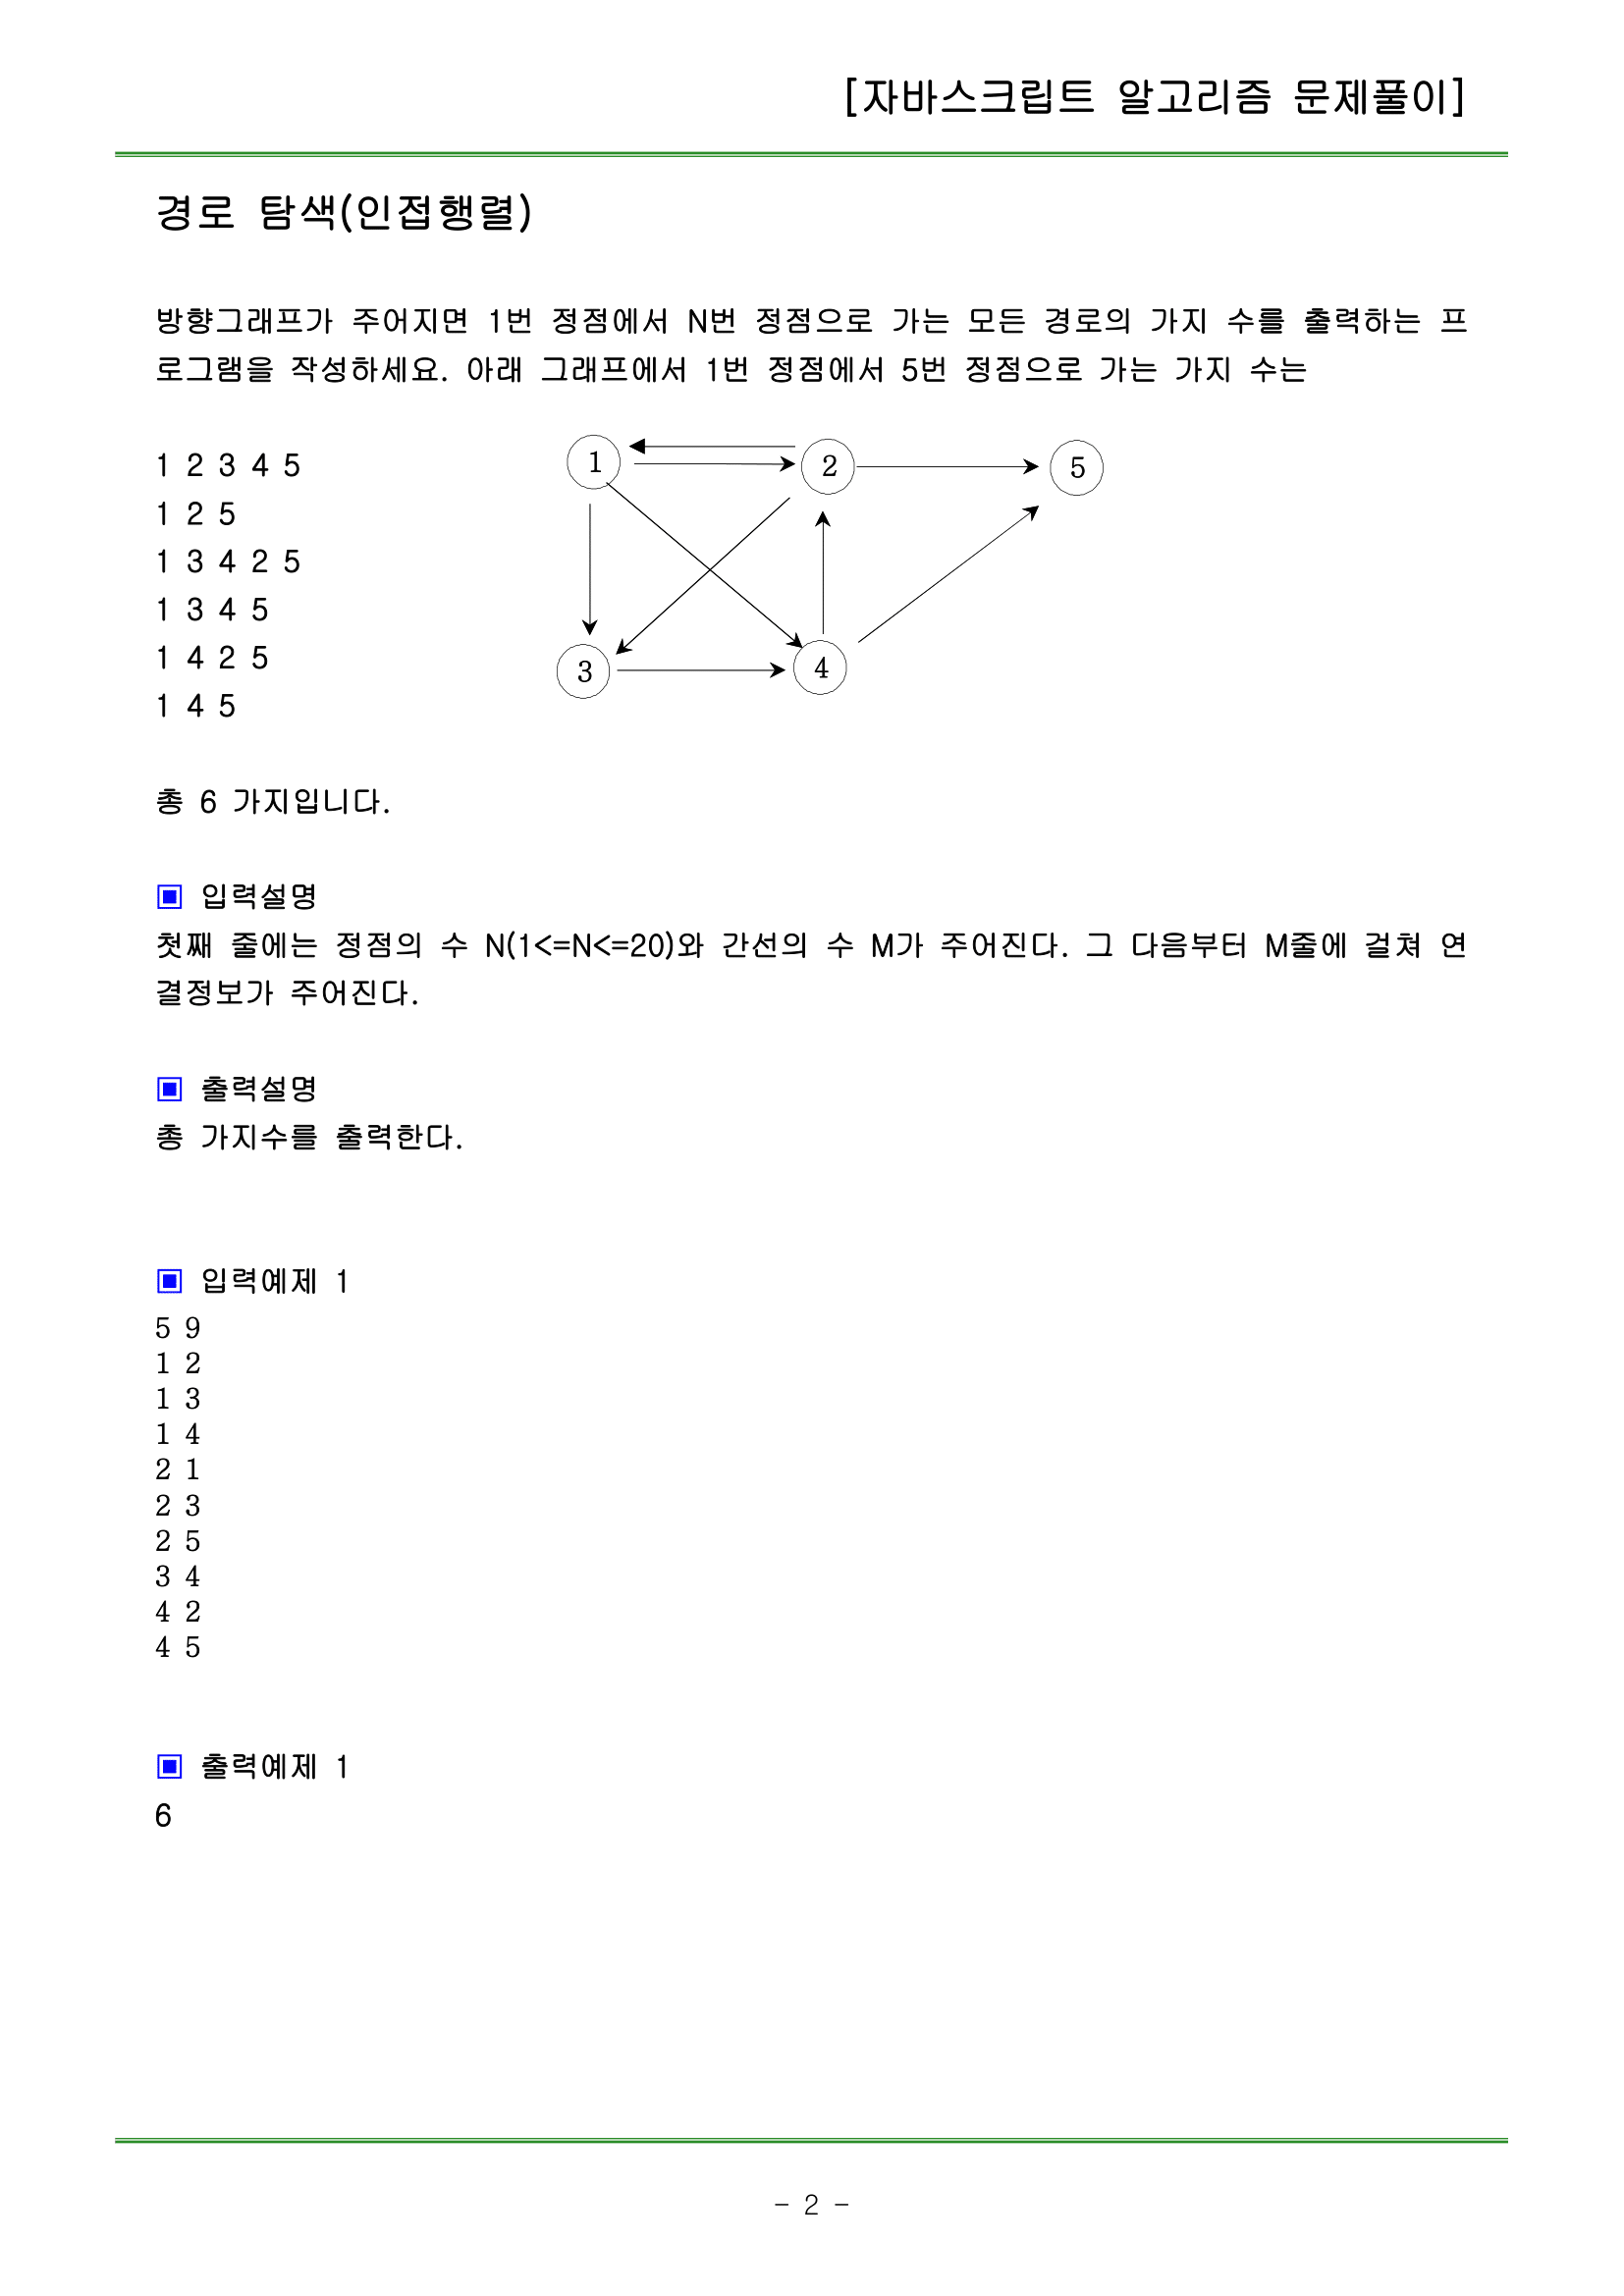 [자바스크립트 알고리즘 문제풀이]
경로 탐색(인접행렬)
방향그래프가 주어지면 1번 정점에서 N번 정점으로 가는 모든 경로의 가지 수를 출력하는 프
로그램을 작성하세요. 아래 그래프에서 1번 정점에서 5번 정점으로 가는 가지 수는
1 2 3 4 5
1 2 5
1 3 4 2 5
1 3 4 5
1 4 2 5
1 4 5
1
2
5
3
4
총 6 가지입니다.
▣ 입력설명
첫째 줄에는 정점의 수 N(1<=N<=20)와 간선의 수 M가 주어진다. 그 다음부터 M줄에 걸쳐 연
결정보가 주어진다.
▣ 출력설명
총 가지수를 출력한다.
▣ 입력예제 1
5 9
1 2
1 3
1 4
2 1
2 3
2 5
3 4
4 2
4 5
▣ 출력예제 1
6
- 2 -